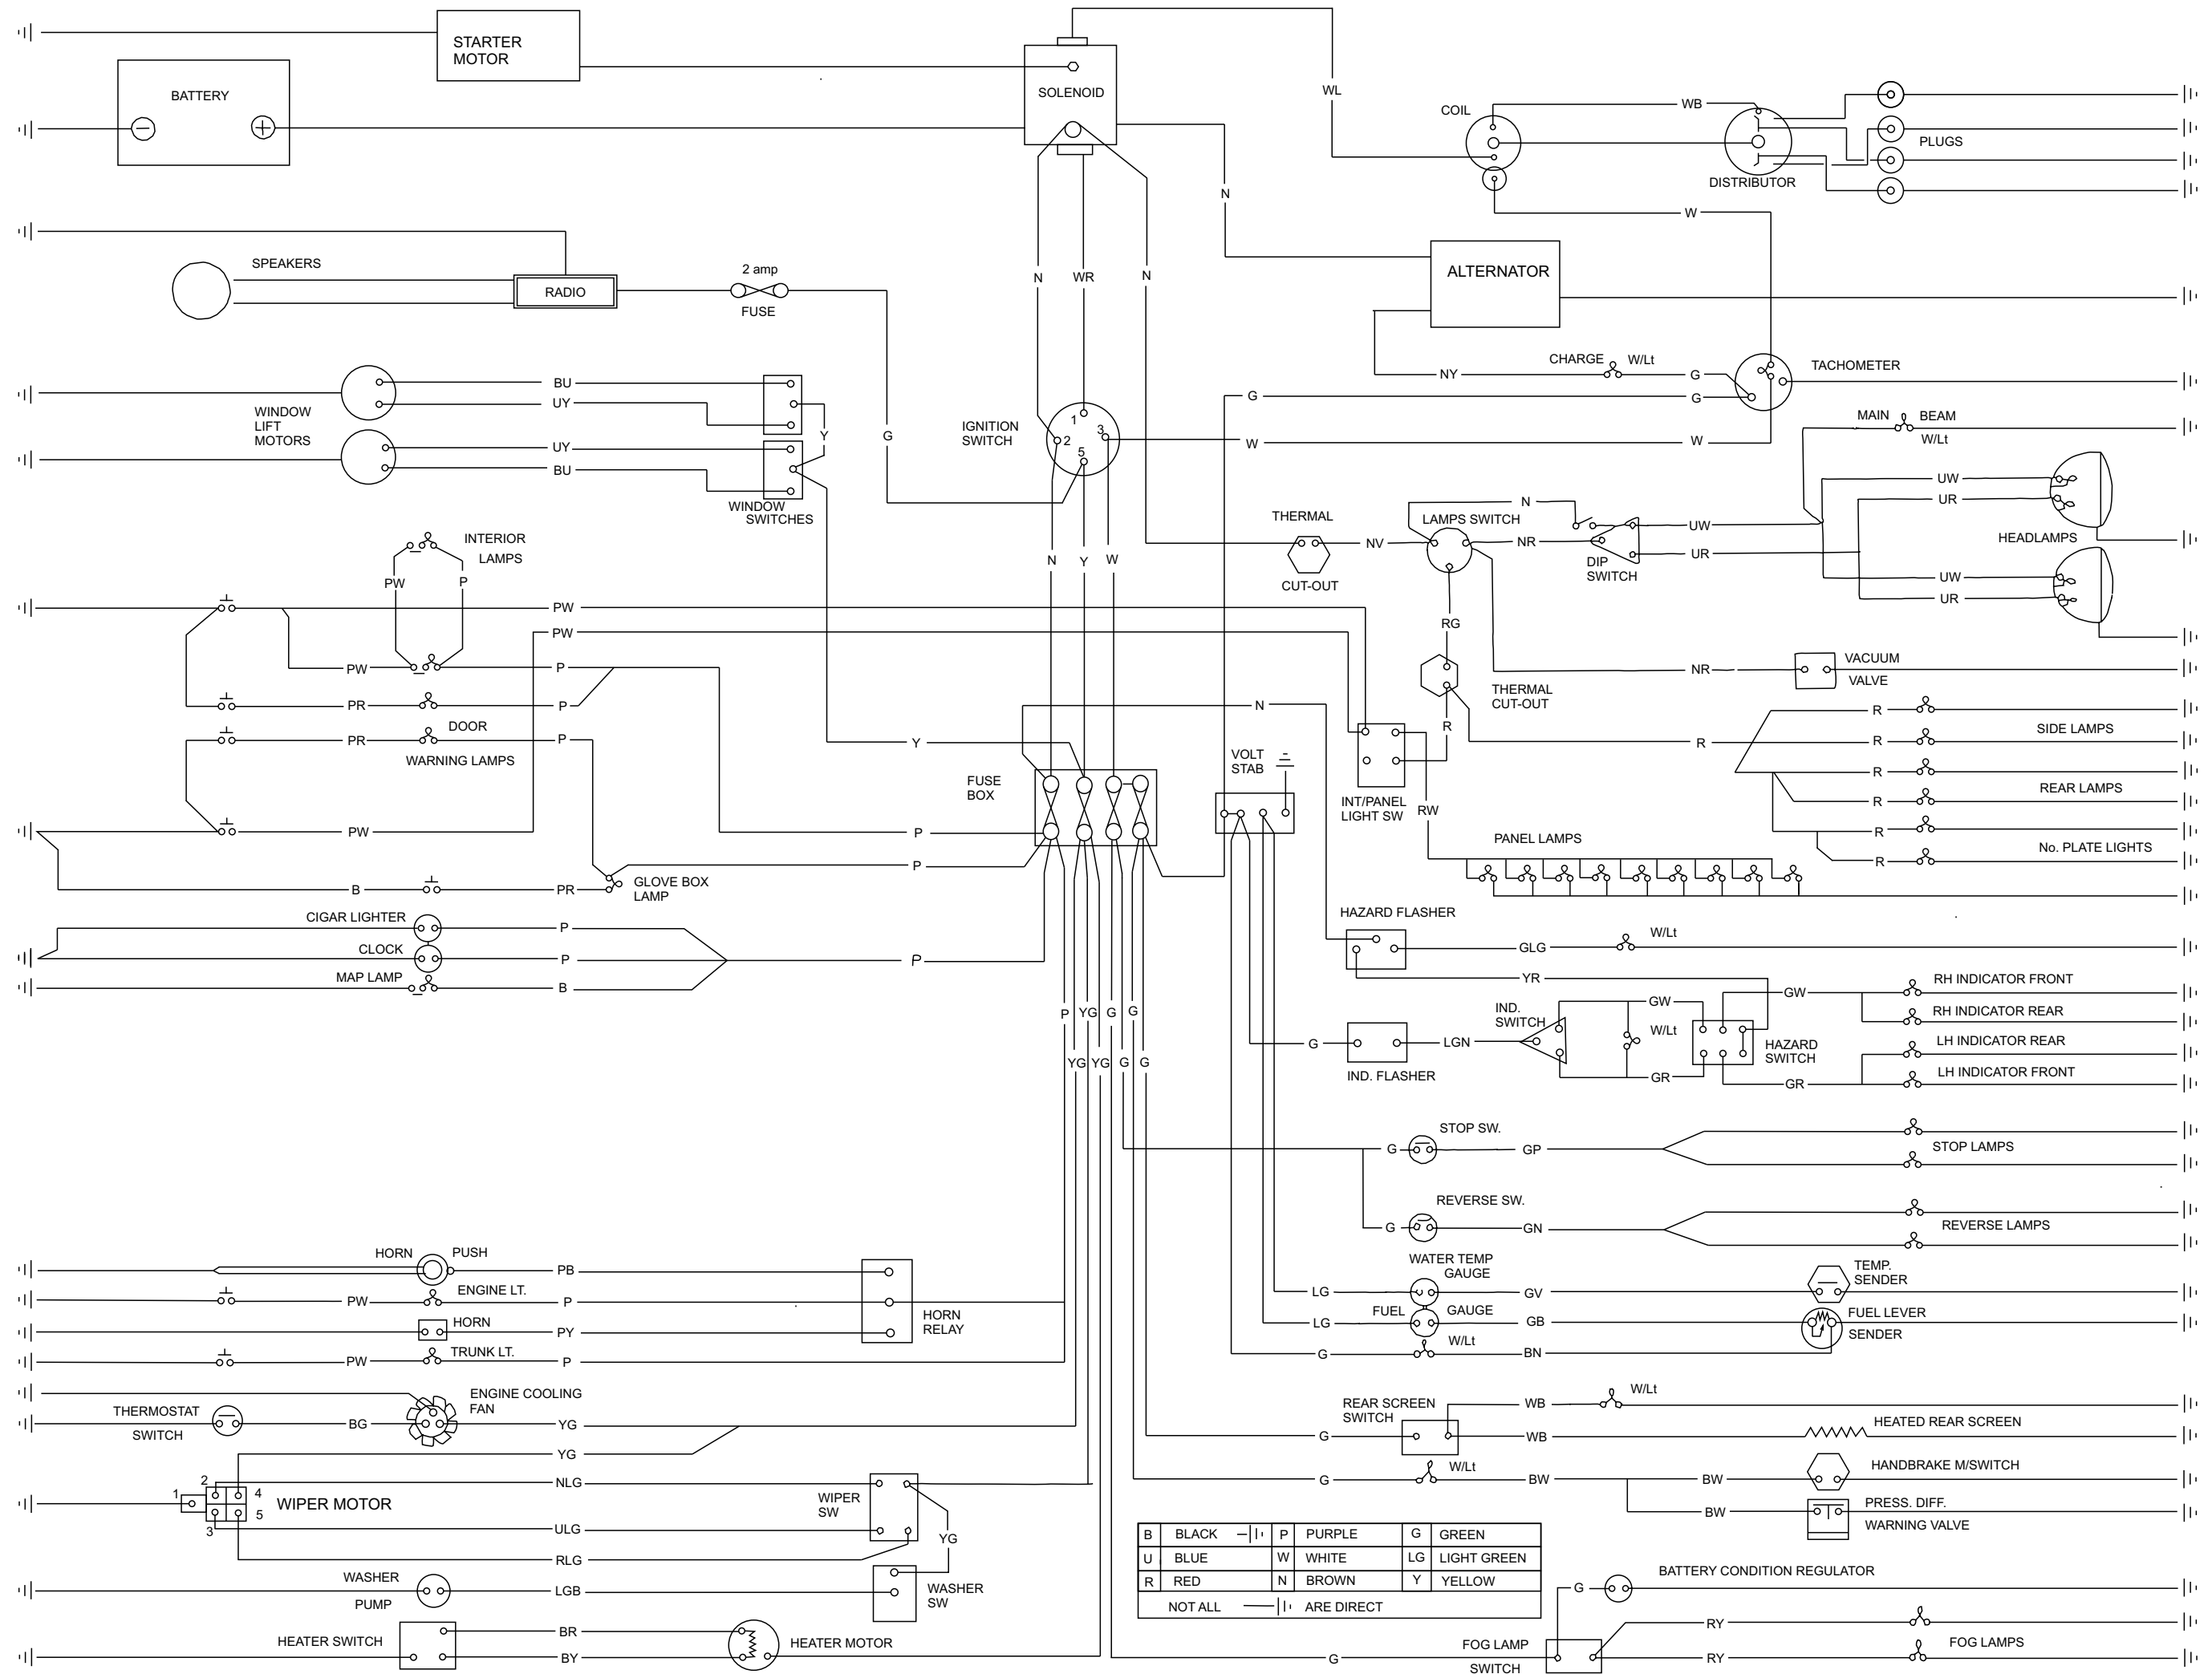 STARTER
MOTOR
BATTERY
SOLENOID
WL
COIL
WB
DISTRIBUTOR
PLUGS
W
N
SPEAKERS
RADIO
2 amp
FUSE
N
WR
N
ALTERNATOR
NY
CHARGE W/Lt
G
TACHOMETER
G
G
W
W
WINDOW
LIFT
MOTORS
BU
UY
UY
BU
Y
G
WINDOW
SWITCHES
IGNITION
SWITCH
1
2
3
5
MAIN BEAM
W/Lt
UW
UR
HEADLAMPS
UW
UR
THERMAL
CUT-OUT
NV
LAMPS SWITCH
N
NR
UW
UR
DIP
SWITCH
INTERIOR
LAMPS
PW
P
N
Y
W
PW
PW
RG
PW
P
NR
VACUUM
VALVE
THERMAL
CUT-OUT
PR
P
N
R
DOOR
WARNING LAMPS
PR
P
Y
R
R
R
SIDE LAMPS
R
R
REAR LAMPS
R
R
No. PLATE LIGHTS
VOLT
STAB
FUSE
BOX
INT/PANEL
LIGHT SW
RW
PANEL LAMPS
PW
P
P
B
PR
GLOVE BOX
LAMP
CIGAR LIGHTER
P
CLOCK
P
P
MAP LAMP
B
HAZARD FLASHER
GLG
W/Lt
YR
RH INDICATOR FRONT
GW
RH INDICATOR REAR
IND.
SWITCH
GW
W/Lt
GR
HAZARD
SWITCH
LH INDICATOR REAR
LH INDICATOR FRONT
GR
G
LGN
IND. FLASHER
P
YG
G
G
YG
YG
G
G
STOP SW.
G
GP
STOP LAMPS
REVERSE SW.
G
GN
REVERSE LAMPS
HORN PUSH
PB
ENGINE LT.
PW
P
HORN
PY
HORN
RELAY
TRUNK LT.
PW
P
WATER TEMP
GAUGE
LG
GV
TEMP.
SENDER
FUEL GAUGE
LG
GB
FUEL LEVER
SENDER
G
W/Lt
BN
ENGINE COOLING
FAN
THERMOSTAT
SWITCH
BG
YG
YG
REAR SCREEN
SWITCH
WB
W/Lt
G
WB
HEATED REAR SCREEN
G
W/Lt
BW
BW
HANDBRAKE M/SWITCH
BW
PRESS. DIFF.
WARNING VALVE
NLG
1
2
3
4
5
WIPER MOTOR
WIPER
SW
ULG
YG
RLG
WASHER
PUMP
LGB
WASHER
SW
HEATER SWITCH
BR
BY
HEATER MOTOR
B BLACK P PURPLE G GREEN
U BLUE W WHITE LG LIGHT GREEN
R RED N BROWN Y YELLOW
NOT ALL ARE DIRECT
BATTERY CONDITION REGULATOR
G
RY
FOG LAMP
SWITCH
G
RY
FOG LAMPS